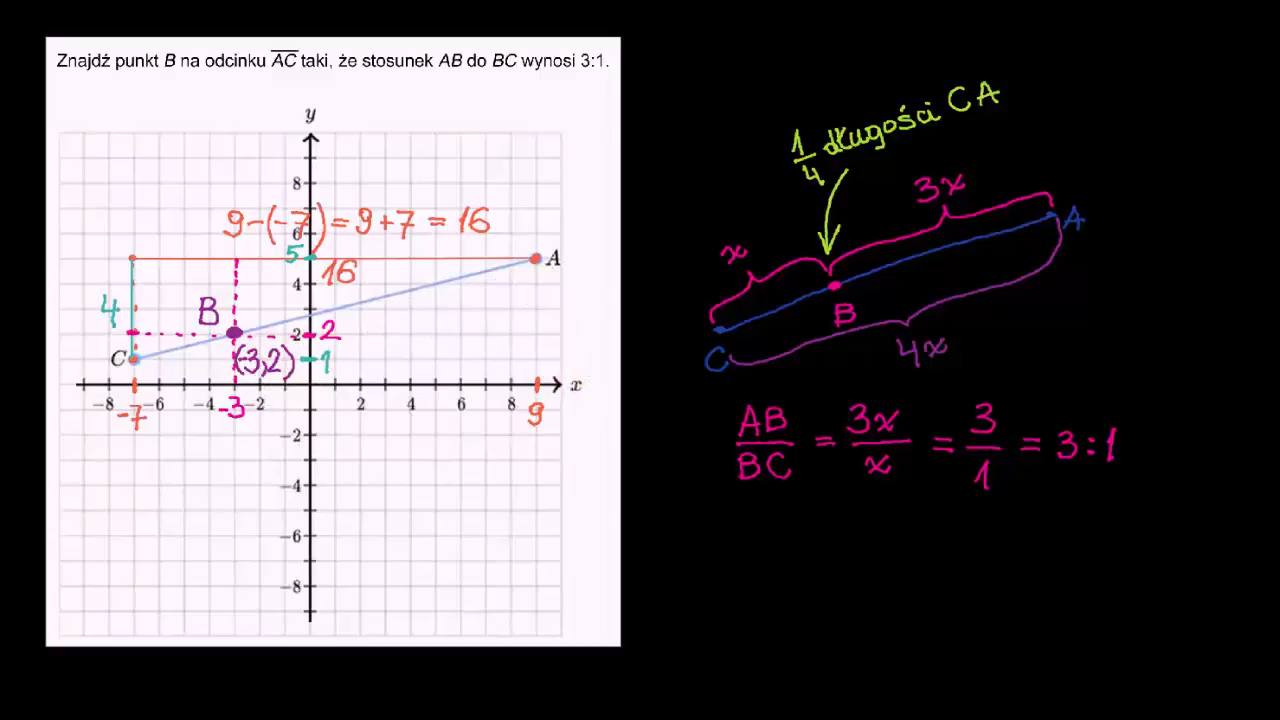 Znajdź punkt B na odcinku AC taki, że stosunek AB do BC wynosi 3:1.
y
8
9-(-7)=9+7=16
6
5
16
A
4
4
B
2
2
C
(-3,2)
1
x
-8 -6 -4 -2 2 4 6 8
-7 -3 9
-2
-4
-6
-8
1/4 długości CA
3x
A
x
B
C
4x
AB/BC = 3x/x = 3/1 = 3:1